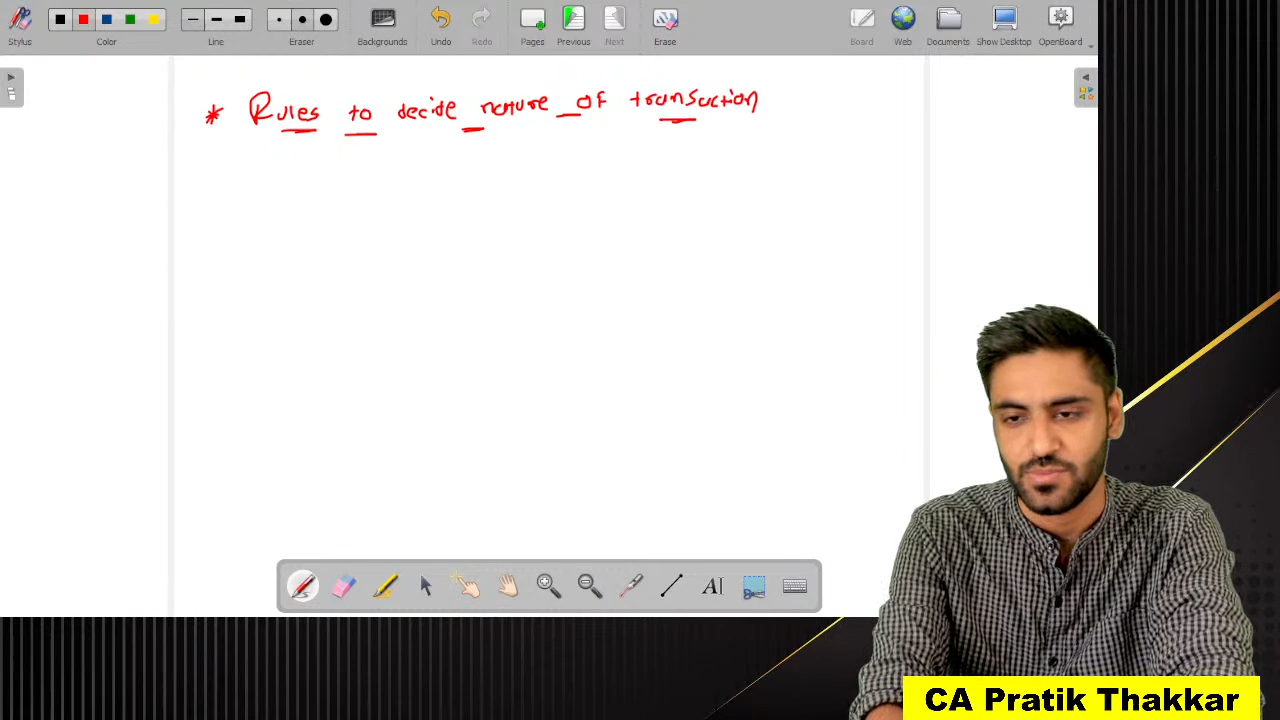 Stylus Color Line Eraser Backgrounds Undo Redo Pages Previous Next Erase Board Web Documents Show Desktop OpenBoard
* Rules to decide nature of transaction
CA Pratik Thakkar